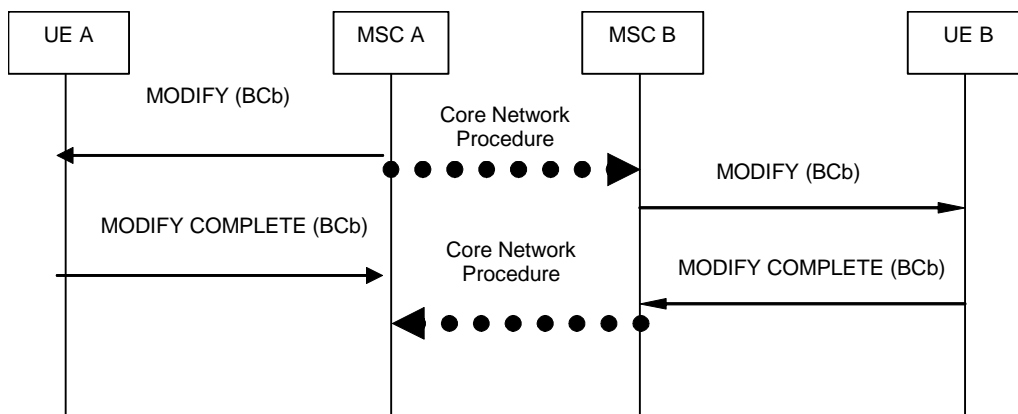 UE A
MSC A
MSC B
UE B
MODIFY (BCb)
Core Network
Procedure
MODIFY (BCb)
MODIFY COMPLETE (BCb)
Core Network
Procedure
MODIFY COMPLETE (BCb)